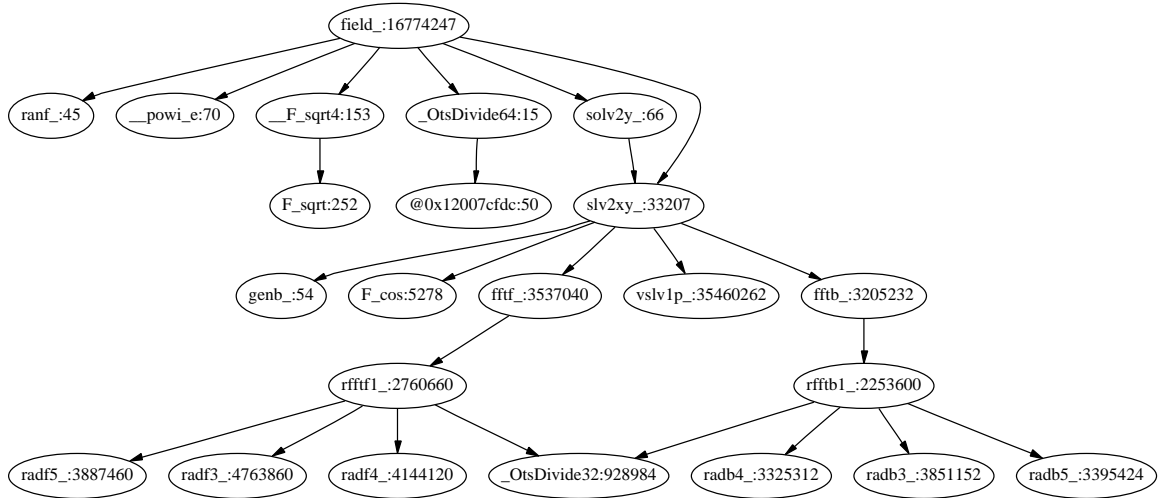 field_:16774247
ranf_:45
__powi_e:70
__F_sqrt4:153
_OtsDivide64:15
solv2y_:66
F_sqrt:252
@0x12007cfdc:50
slv2xy_:33207
genb_:54
F_cos:5278
fftf_:3537040
vslv1p_:35460262
fftb_:3205232
rfftf1_:2760660
rfftb1_:2253600
radf5_:3887460
radf3_:4763860
radf4_:4144120
_OtsDivide32:928984
radb4_:3325312
radb3_:3851152
radb5_:3395424